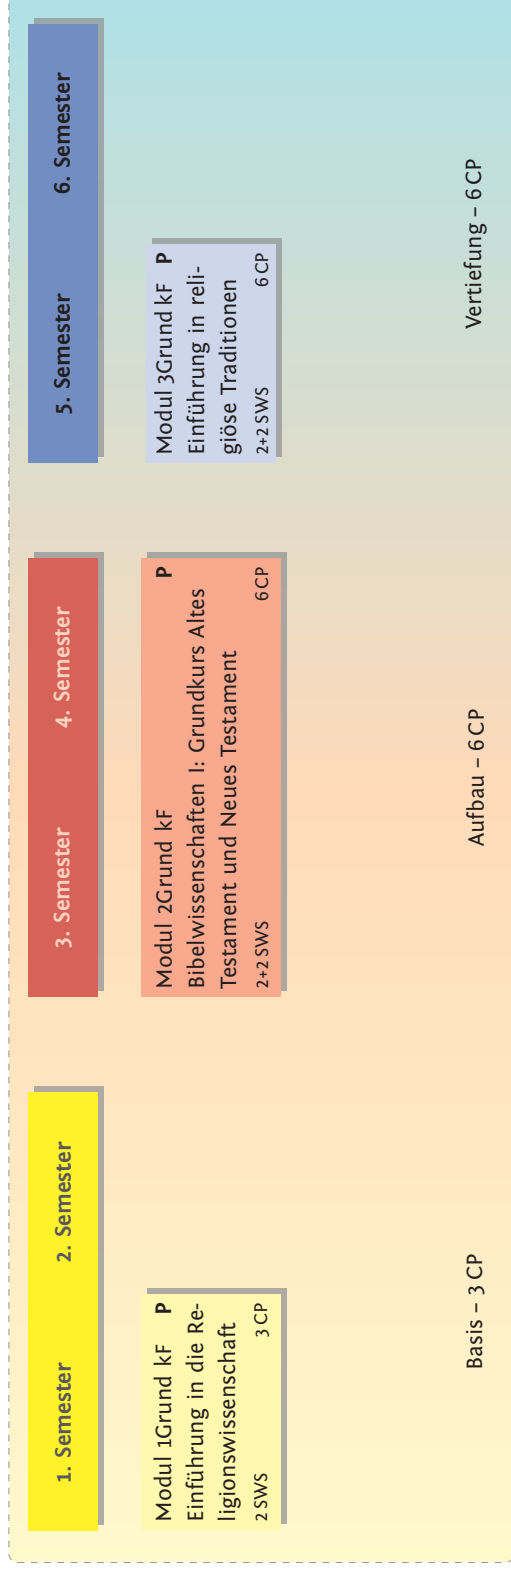 1. Semester
2. Semester
3. Semester
4. Semester
5. Semester
6. Semester
Modul 1Grund kF P
Einführung in die Re-
ligionswissenschaft
2 SWS 3 CP
Modul 2Grund kF P
Bibelwissenschaften I: Grundkurs Altes
Testament und Neues Testament
2+2 SWS 6 CP
Modul 3Grund kF P
Einführung in reli-
giöse Traditionen
2+2 SWS 6 CP
Basis – 3 CP
Aufbau – 6 CP
Vertiefung – 6 CP